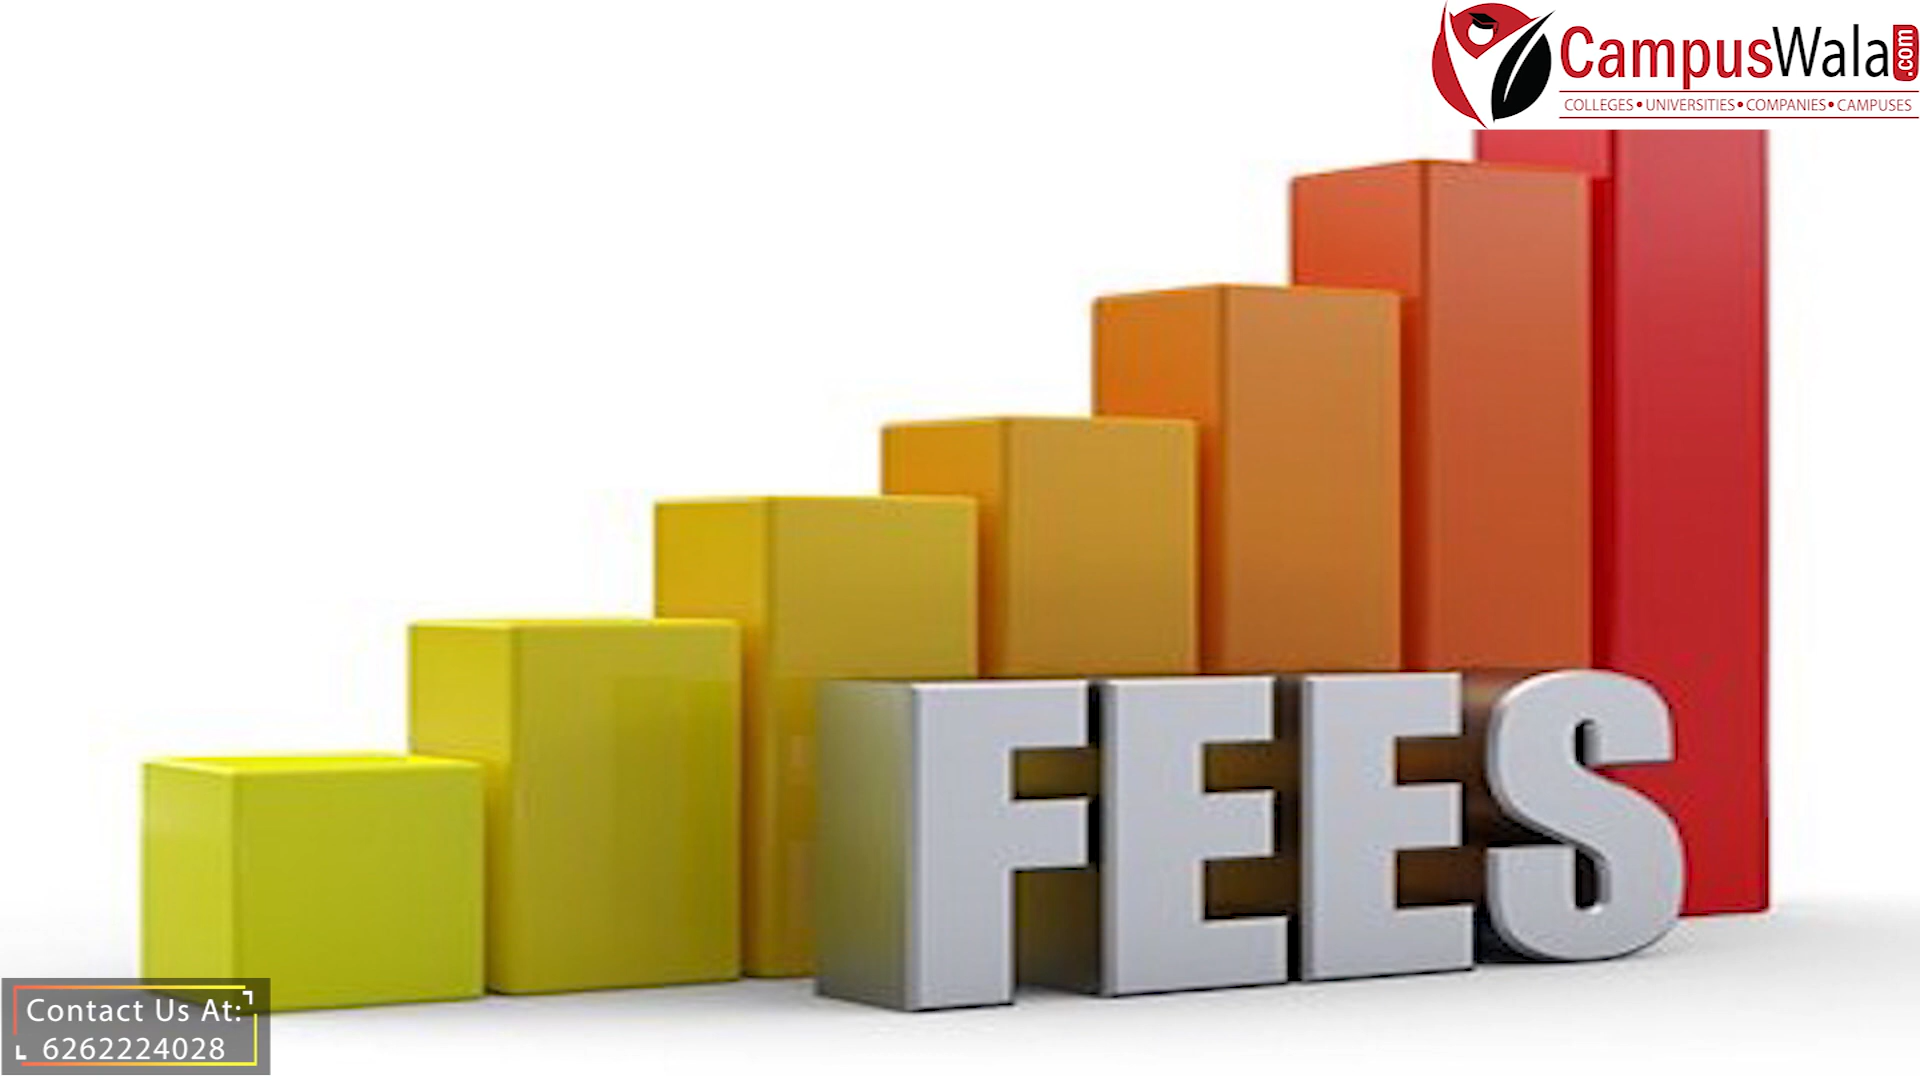 CampusWala.com
COLLEGES • UNIVERSITIES • COMPANIES • CAMPUSES
FEES
Contact Us At:
6262224028